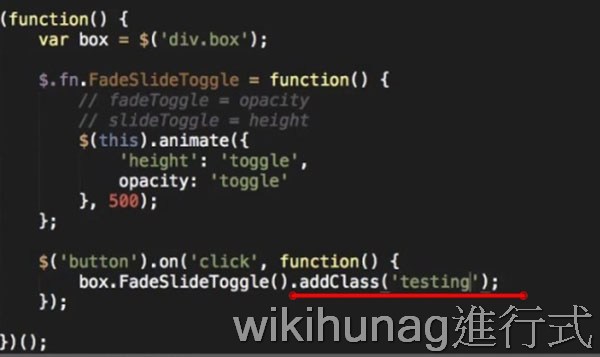 (function() {
    var box = $('div.box');

    $.fn.FadeSlideToggle = function() {
        // fadeToggle = opacity
        // slideToggle = height
        $(this).animate({
            'height': 'toggle',
            opacity: 'toggle'
        }, 500);
    };

    $('button').on('click', function() {
        box.FadeSlideToggle().addClass('testing');
    });

})();
wikihunag進行式